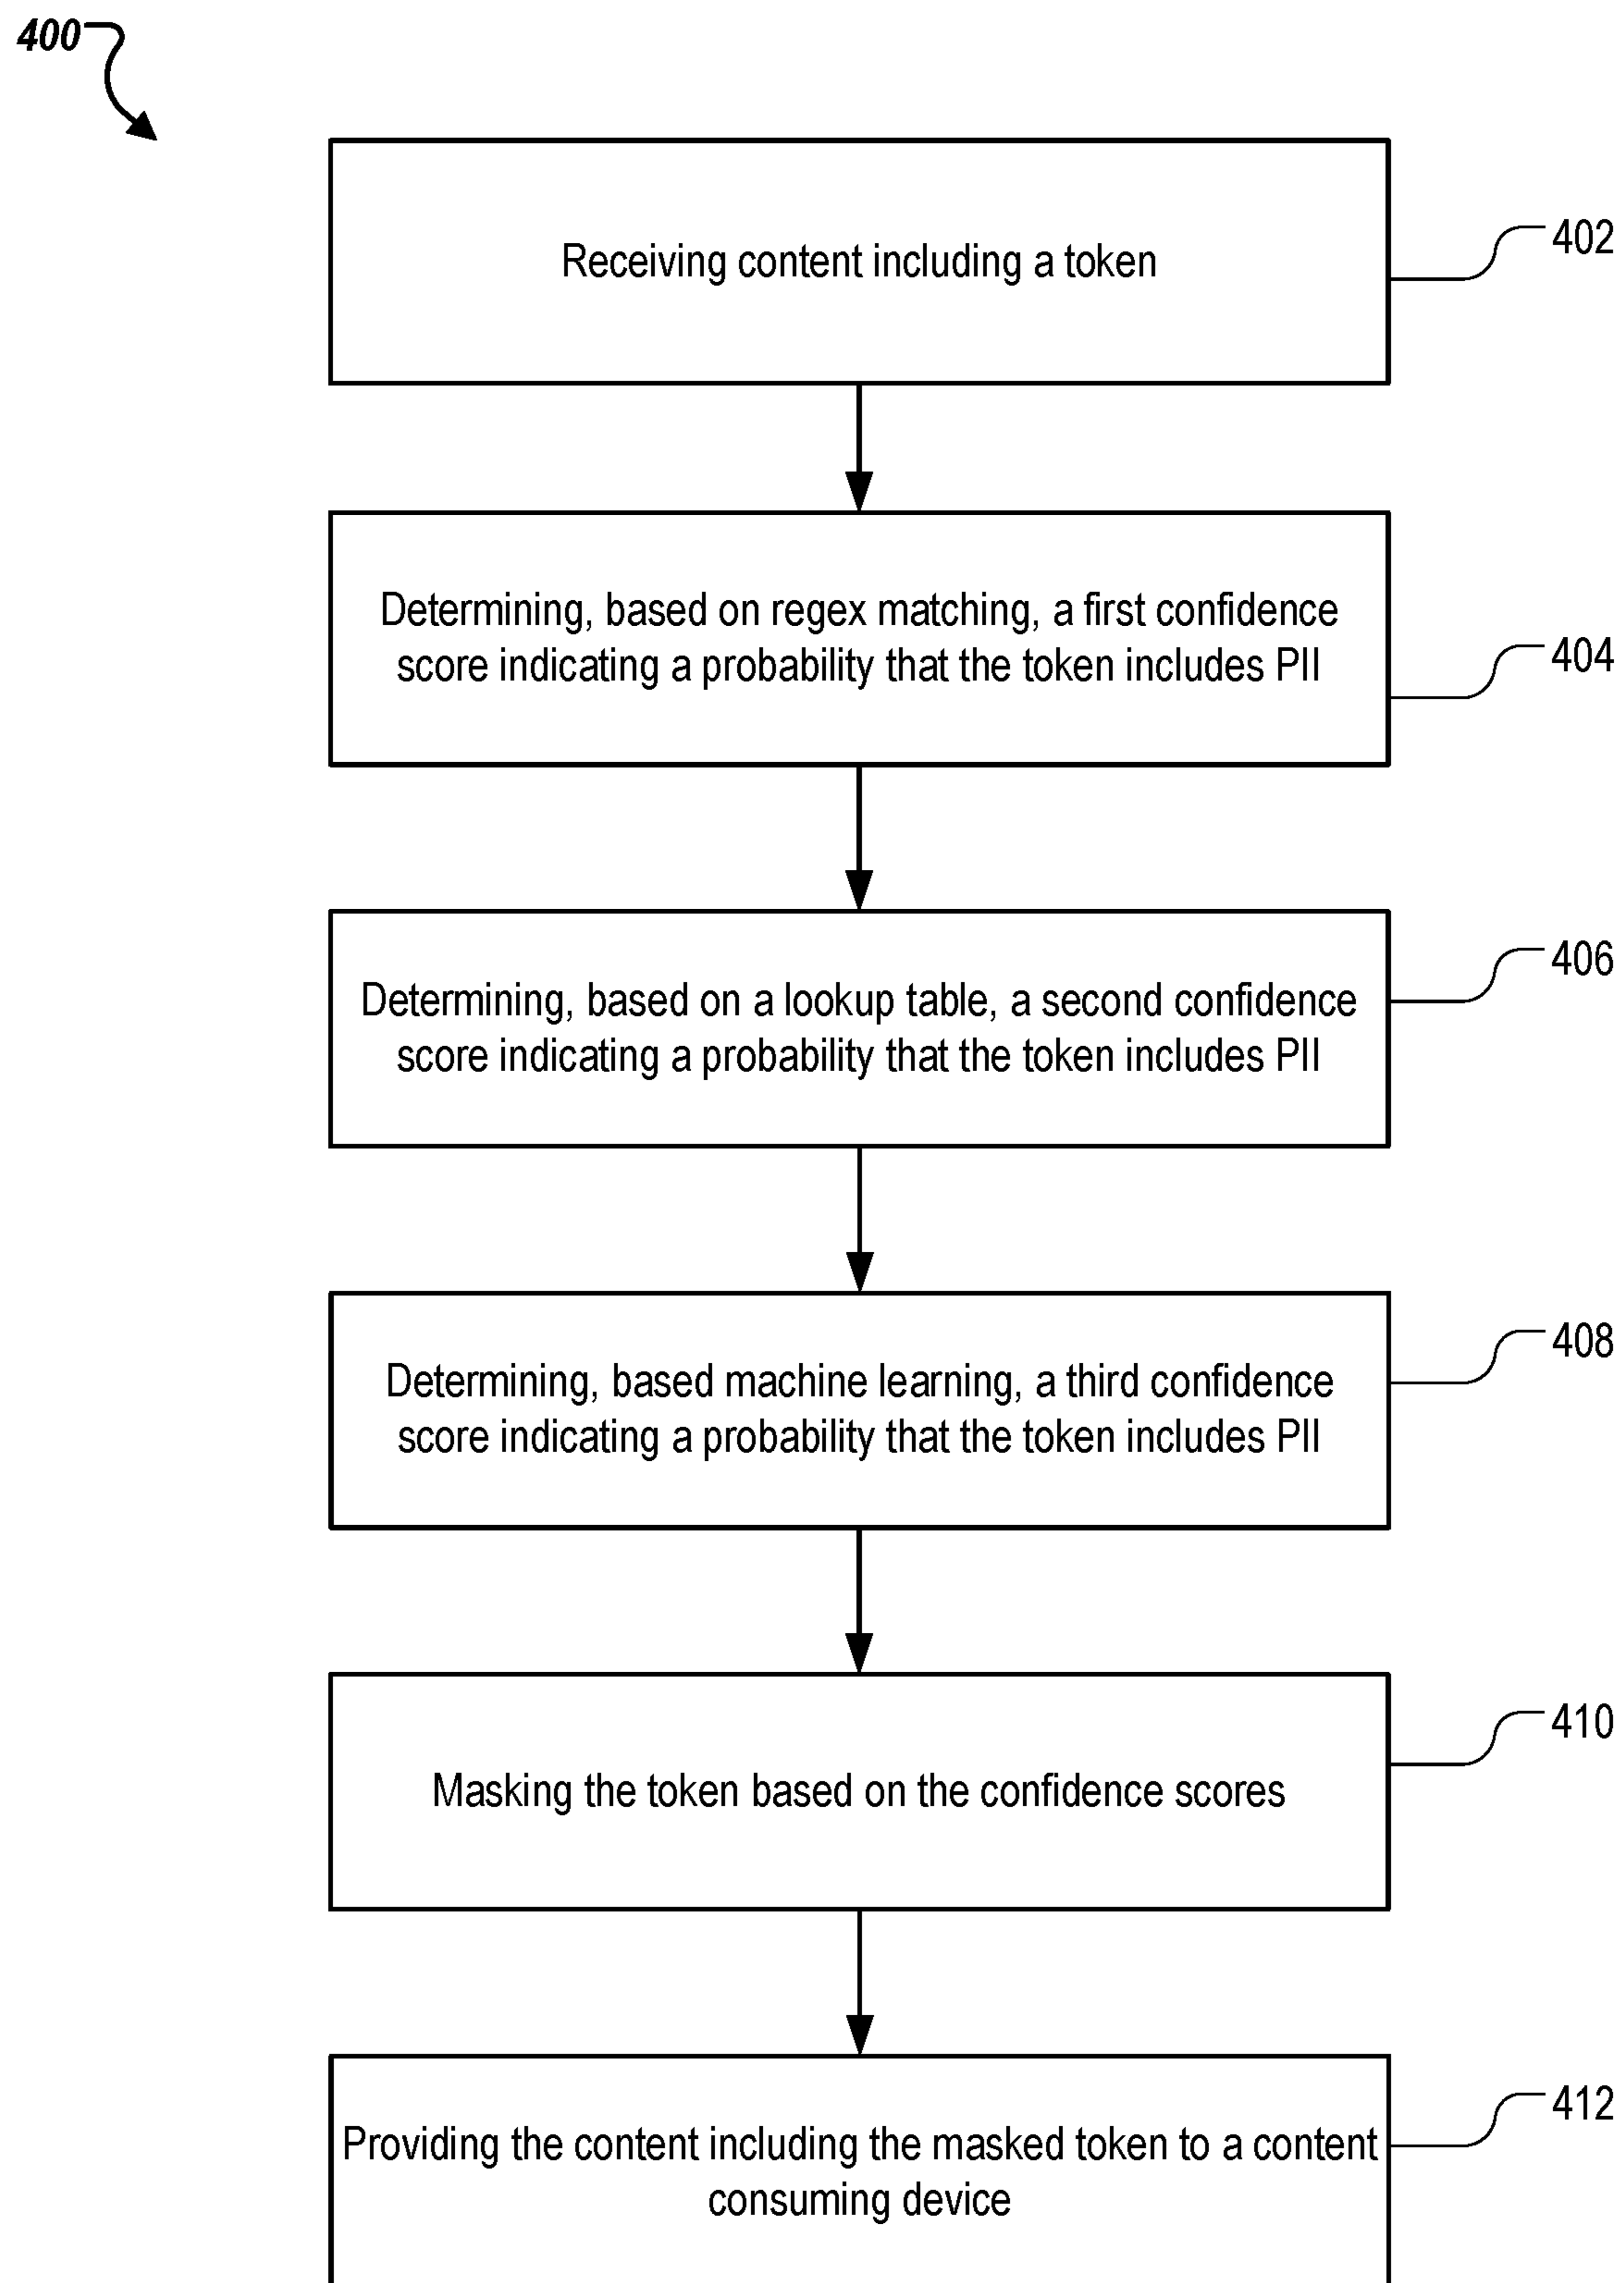 400
Receiving content including a token
402
Determining, based on regex matching, a first confidence
score indicating a probability that the token includes PII
404
Determining, based on a lookup table, a second confidence
score indicating a probability that the token includes PII
406
Determining, based machine learning, a third confidence
score indicating a probability that the token includes PII
408
Masking the token based on the confidence scores
410
Providing the content including the masked token to a content
consuming device
412